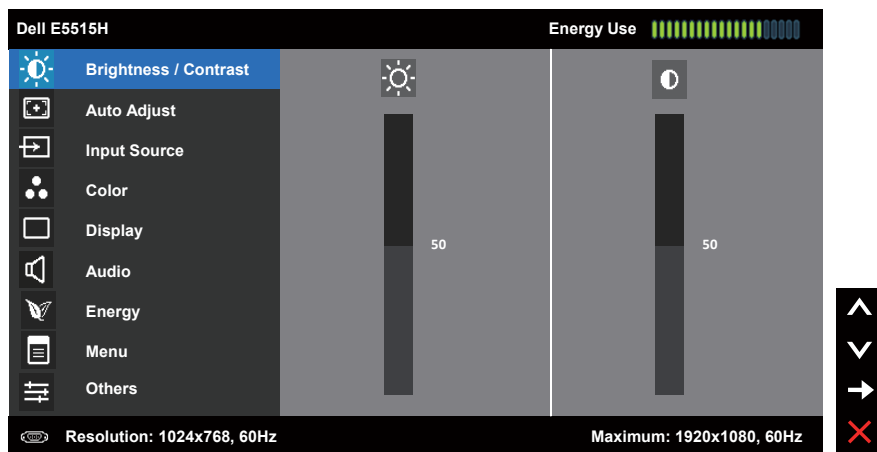 Dell E5515H
Energy Use
Brightness / Contrast
Auto Adjust
Input Source
Color
Display
Audio
Energy
Menu
Others
50
50
Resolution: 1024x768, 60Hz
Maximum: 1920x1080, 60Hz